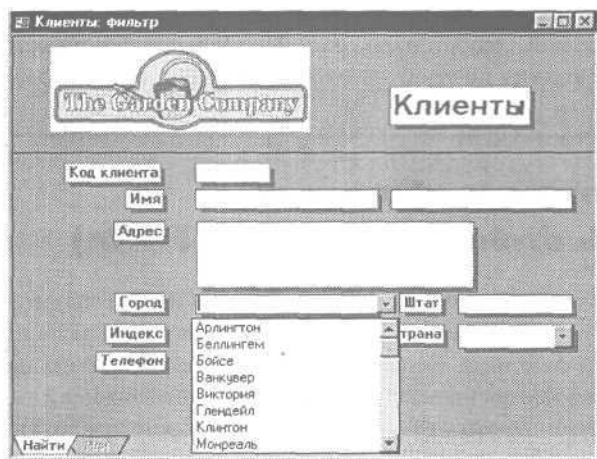 Клиенты: фильтр
The Garden Company
Клиенты
Код клиента
Имя
Адрес
Город
Штат
Индекс
трана
Телефон
Арлингтон
Беллингем
Бойсе
Ванкувер
Виктория
Глендейл
Клинтон
Монреаль
Найти